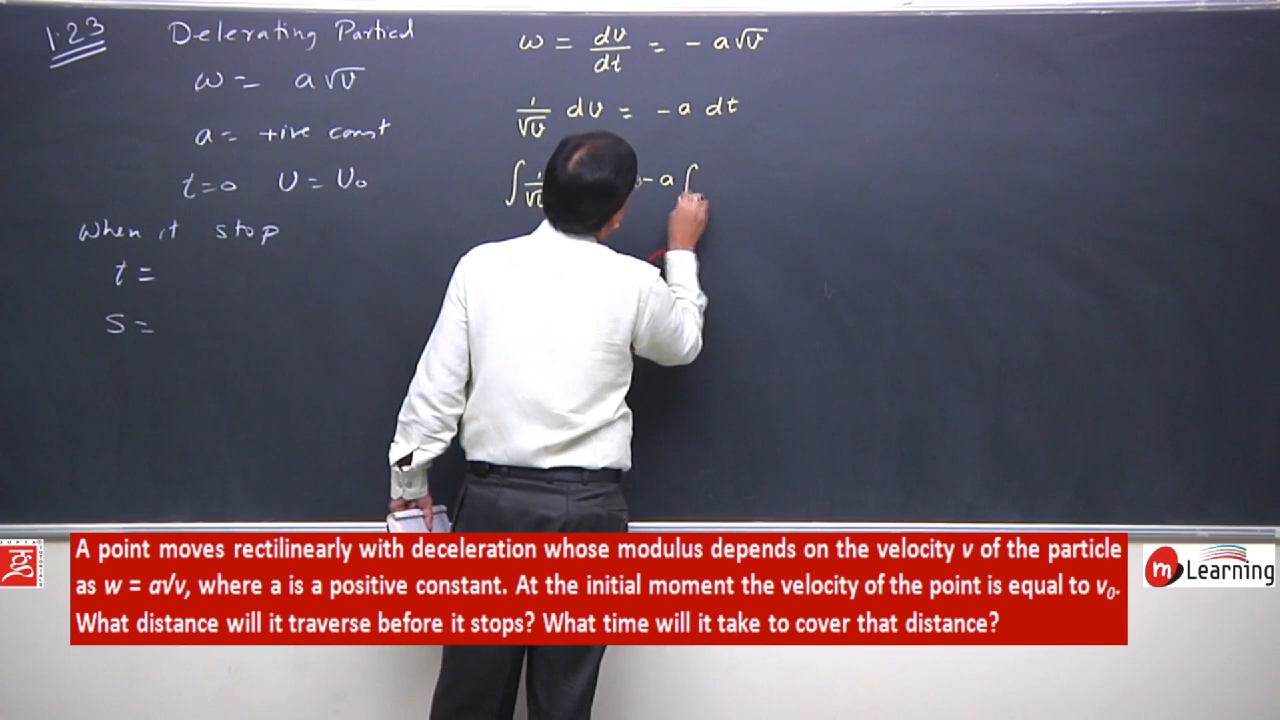 1.23 Delerating Particl
w = a√v
a = +ive const
t=0 v = v₀
When it stop
t =
S =
w = dv/dt = - a√v
1/√v dv = - a dt
∫ 1/√v - a ∫
A point moves rectilinearly with deceleration whose modulus depends on the velocity v of the particle
as w = a√v, where a is a positive constant. At the initial moment the velocity of the point is equal to v₀.
What distance will it traverse before it stops? What time will it take to cover that distance?
GUPTA
TUTORIALS
m Learning